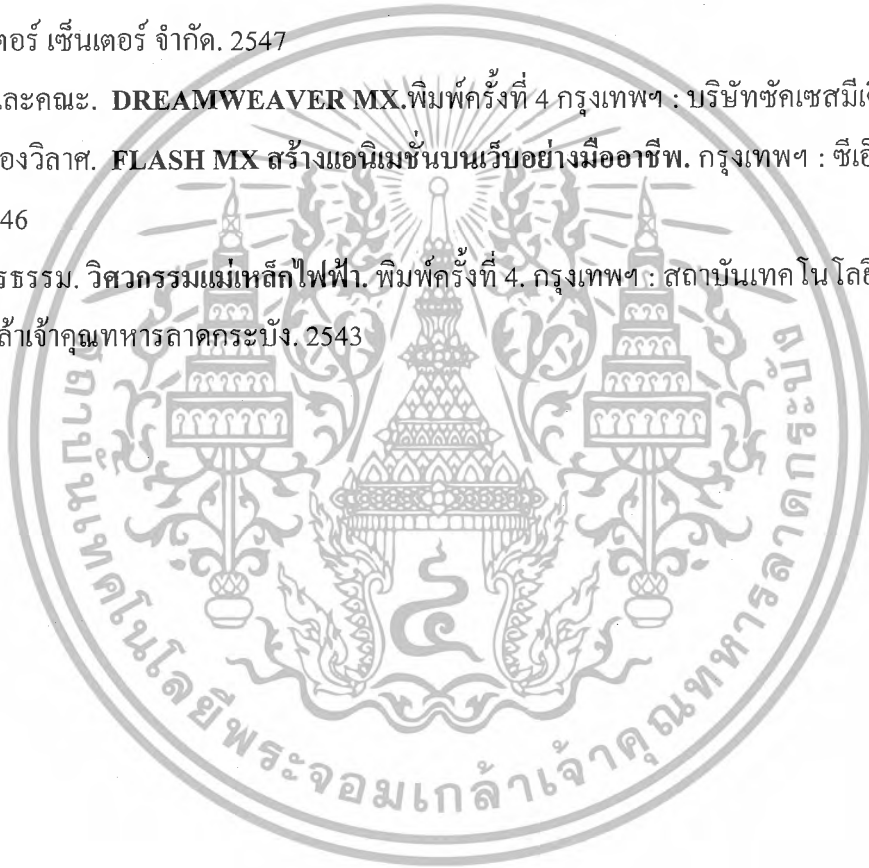 ตอร์ เซ็นเตอร์ จำกัด. 2547
และคณะ. DREAMWEAVER MX.พิมพ์ครั้งที่ 4 กรุงเทพฯ : บริษัทซัคเซสมีเ
องวิลาศ. FLASH MX สร้างแอนิเมชั่นบนเว็บอย่างมืออาชีพ. กรุงเทพฯ : ซีเอ็
46
รธรรม. วิศวกรรมแม่เหล็กไฟฟ้า. พิมพ์ครั้งที่ 4. กรุงเทพฯ : สถาบันเทคโนโลยี
ล้าเจ้าคุณทหารลาดกระบัง. 2543
สถาบันเทคโนโลยีพระจอมเกล้าเจ้าคุณทหารลาดกระบัง
๔